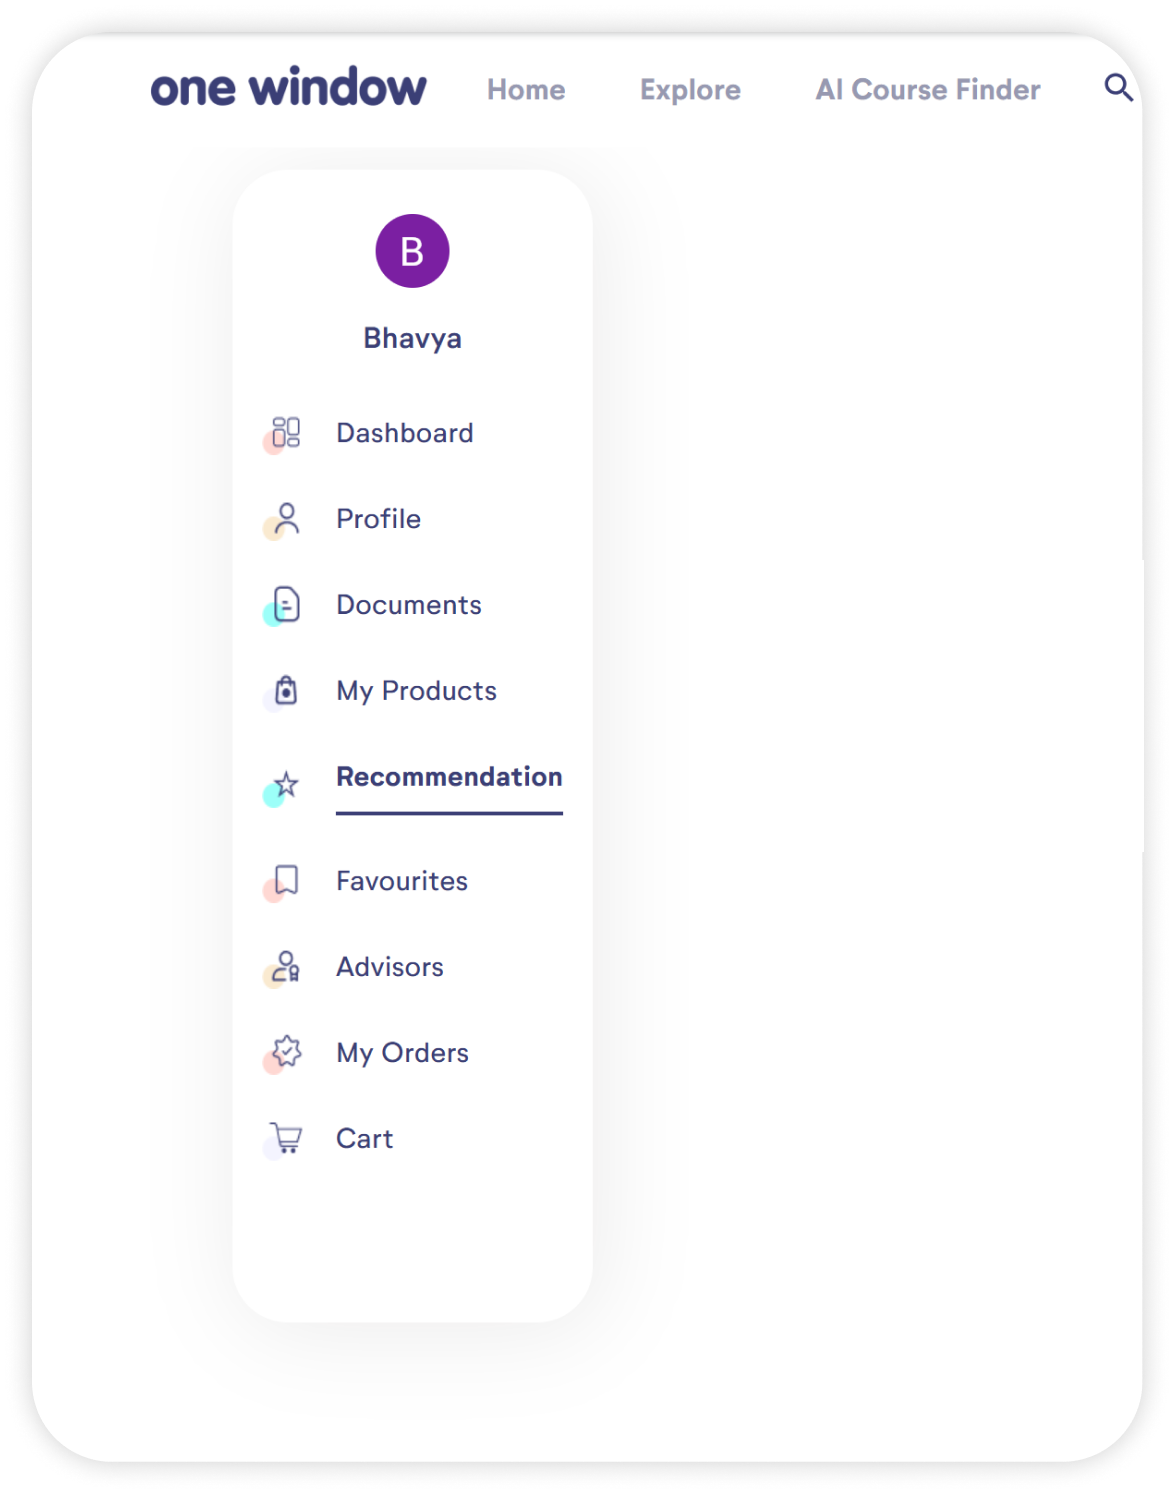 one window Home Explore AI Course Finder
B
Bhavya
Dashboard
Profile
Documents
My Products
Recommendation
Favourites
Advisors
My Orders
Cart